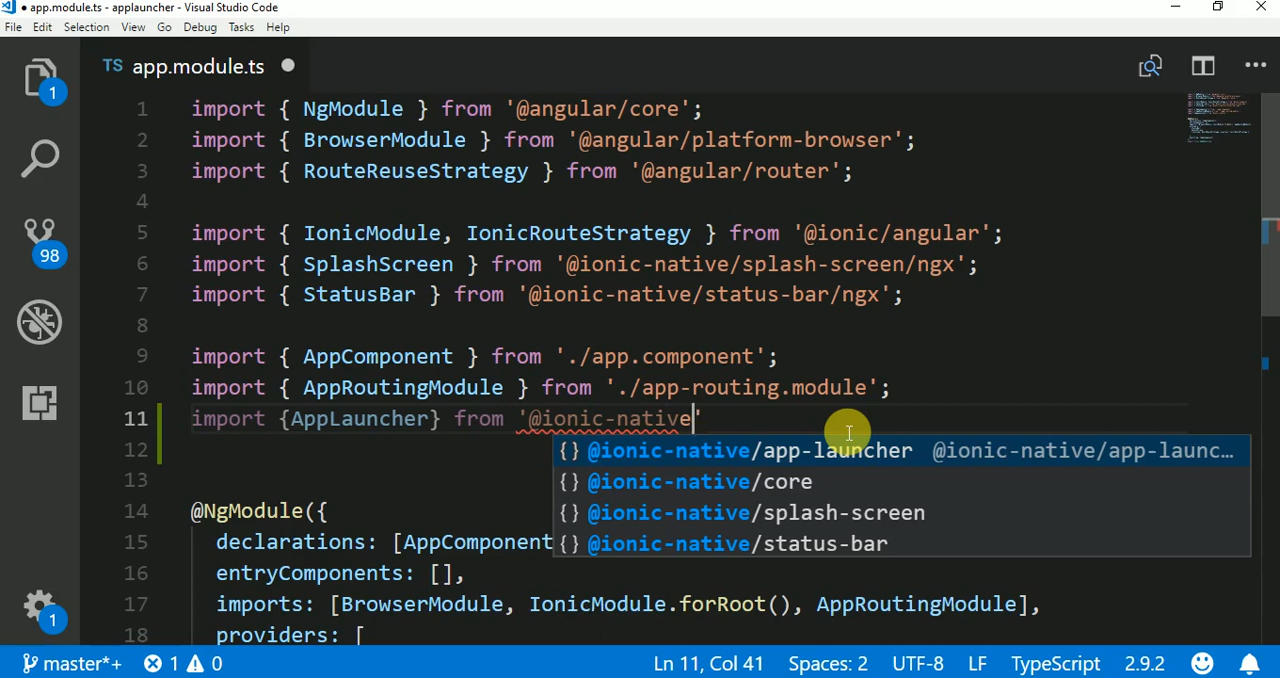 ● app.module.ts - applauncher - Visual Studio Code
File Edit Selection View Go Debug Tasks Help
TS app.module.ts ●
1 import { NgModule } from '@angular/core';
2 import { BrowserModule } from '@angular/platform-browser';
3 import { RouteReuseStrategy } from '@angular/router';
4
5 import { IonicModule, IonicRouteStrategy } from '@ionic/angular';
6 import { SplashScreen } from '@ionic-native/splash-screen/ngx';
7 import { StatusBar } from '@ionic-native/status-bar/ngx';
8
9 import { AppComponent } from './app.component';
10 import { AppRoutingModule } from './app-routing.module';
11 import {AppLauncher} from '@ionic-native'
12 {} @ionic-native/app-launcher @ionic-native/app-launc…
13 {} @ionic-native/core
14 @NgModule({ {} @ionic-native/splash-screen
15 declarations: [AppComponent {} @ionic-native/status-bar
16 entryComponents: [],
17 imports: [BrowserModule, IonicModule.forRoot(), AppRoutingModule],
18 providers: [
1
98
1
master*+ 1 0 Ln 11, Col 41 Spaces: 2 UTF-8 LF TypeScript 2.9.2